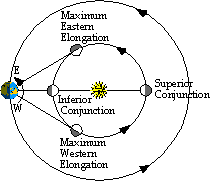 Maximum
Eastern
Elongation
E
W
Inferior
Conjunction
Superior
Conjunction
Maximum
Western
Elongation